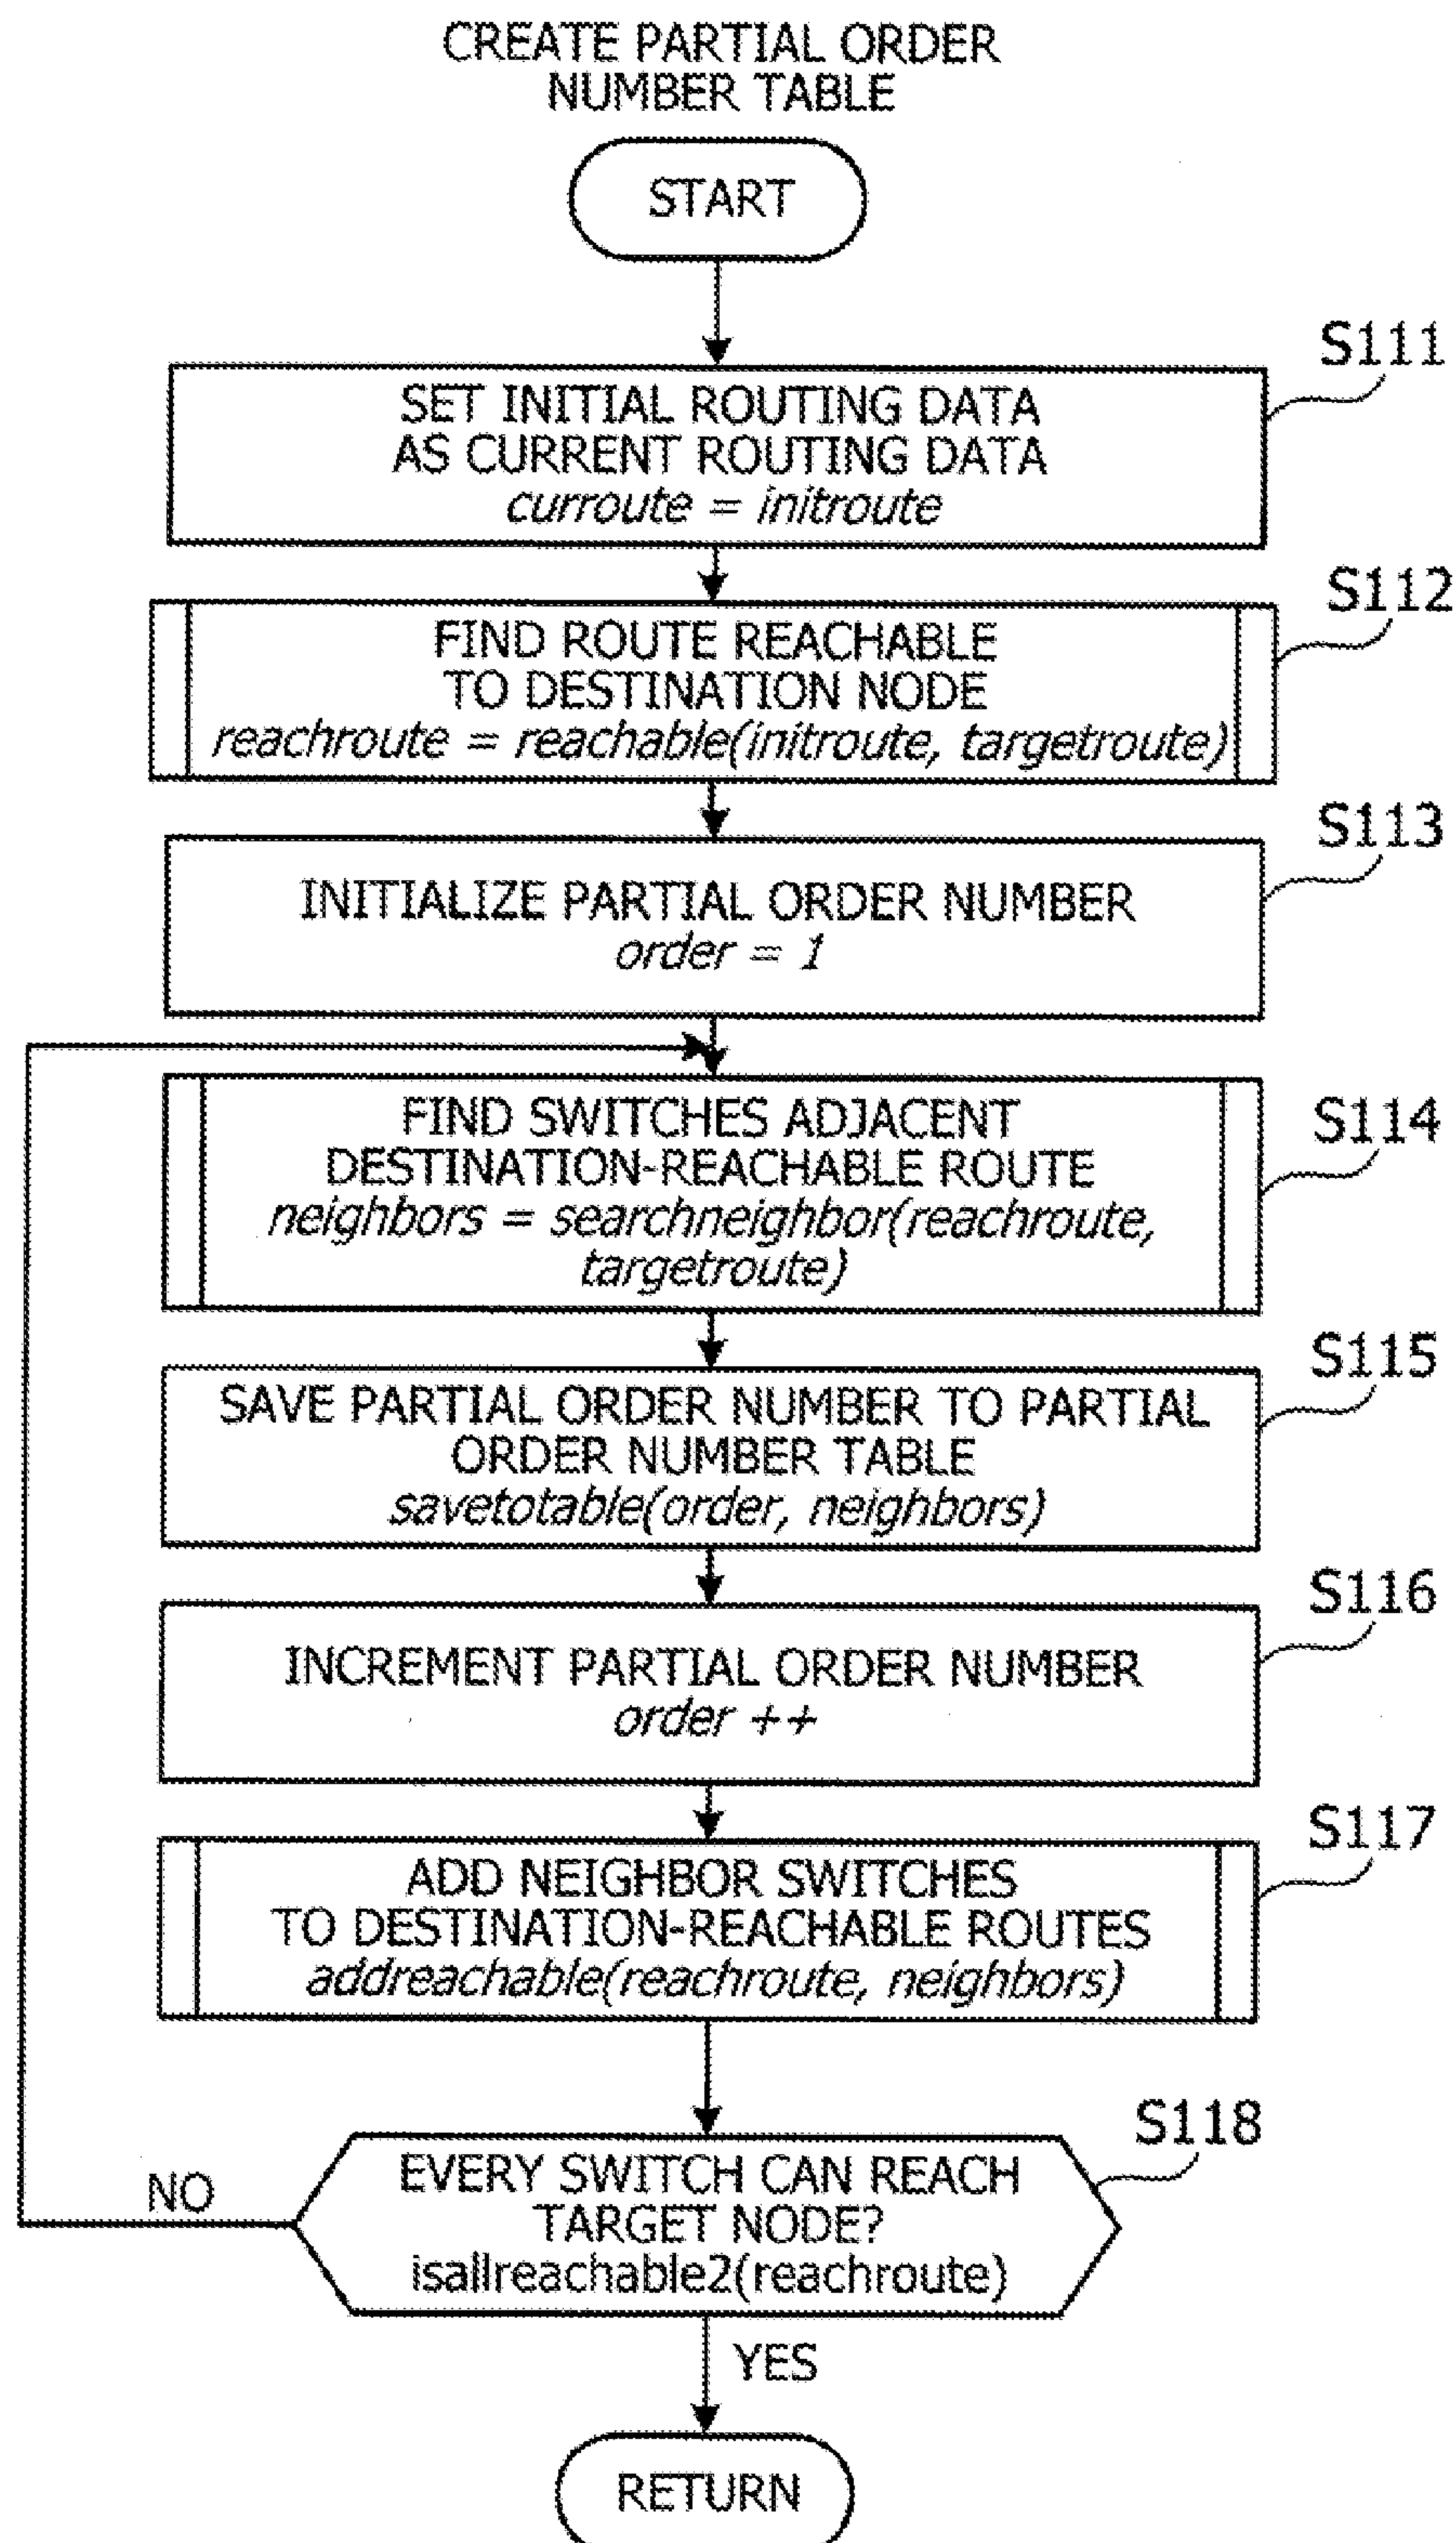 CREATE PARTIAL ORDER
NUMBER TABLE
START
S111
SET INITIAL ROUTING DATA
AS CURRENT ROUTING DATA
curroute = initroute
S112
FIND ROUTE REACHABLE
TO DESTINATION NODE
reachroute = reachable(initroute, targetroute)
S113
INITIALIZE PARTIAL ORDER NUMBER
order = 1
S114
FIND SWITCHES ADJACENT
DESTINATION-REACHABLE ROUTE
neighbors = searchneighbor(reachroute,
targetroute)
S115
SAVE PARTIAL ORDER NUMBER TO PARTIAL
ORDER NUMBER TABLE
savetotable(order, neighbors)
S116
INCREMENT PARTIAL ORDER NUMBER
order ++
S117
ADD NEIGHBOR SWITCHES
TO DESTINATION-REACHABLE ROUTES
addreachable(reachroute, neighbors)
S118
EVERY SWITCH CAN REACH
TARGET NODE?
isallreachable2(reachroute)
NO
YES
RETURN